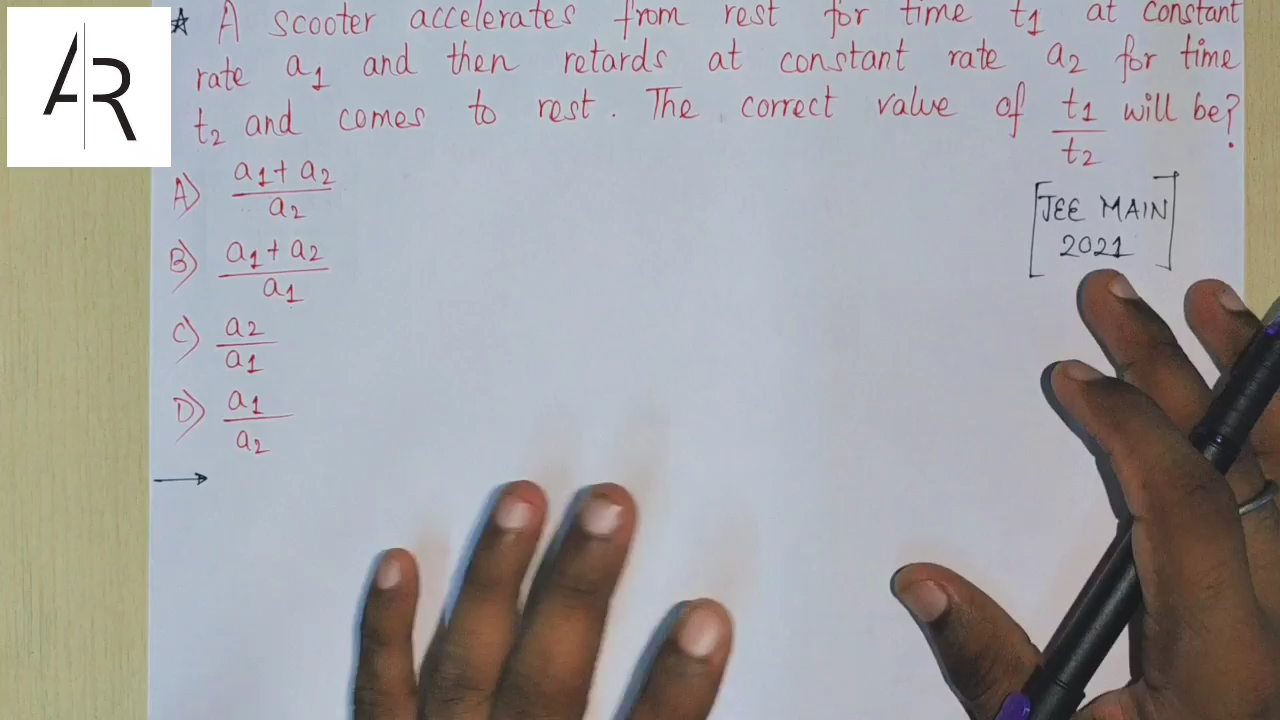 AR
☆ A scooter accelerates from rest for time t₁ at constant
rate a₁ and then retards at constant rate a₂ for time
t₂ and comes to rest. The correct value of t₁/t₂ will be?
A) (a₁ + a₂)/a₂
B) (a₁ + a₂)/a₁
C) a₂/a₁
D) a₁/a₂
[JEE MAIN
2021]
→